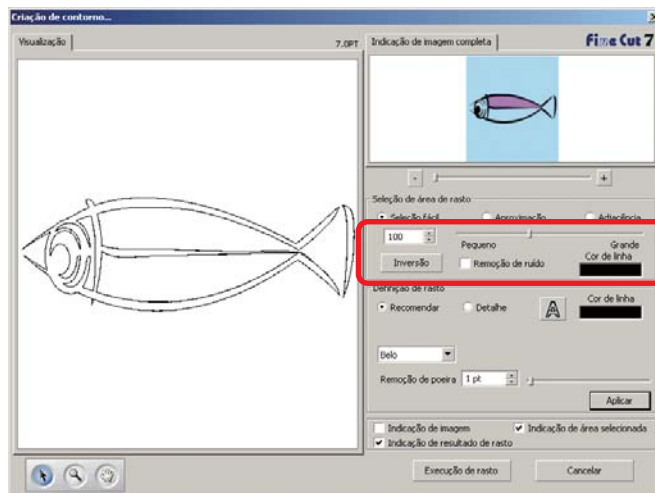 Criação de contorno...
Visualização
7.0PT
Indicação de imagem completa
Fine Cut 7
-
+
Seleção de área de rasto
Seleção fácil
Aproximação
Adjacência
100
Pequeno
Grande
Inversão
Remoção de ruído
Cor de linha
Definição de rasto
Recomendar
Detalhe
A
Cor de linha
Belo
Remoção de poeira
1 pt
Aplicar
Indicação de imagem
Indicação de área selecionada
Indicação de resultado de rasto
Execução de rasto
Cancelar